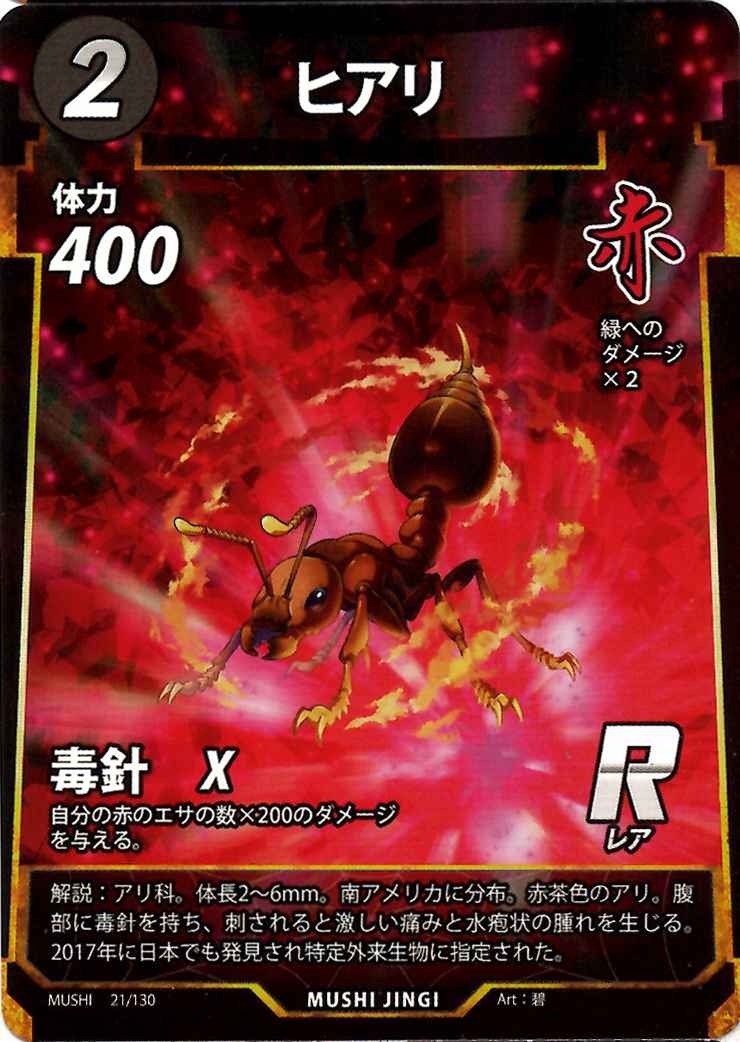 2
ヒアリ
体力
400
赤
緑への
ダメージ
×2
毒針 X
自分の赤のエサの数×200のダメージ
を与える。
R
レア
解説：アリ科。体長2～6mm。南アメリカに分布。赤茶色のアリ。腹
部に毒針を持ち、刺されると激しい痛みと水疱状の腫れを生じる。
2017年に日本でも発見され特定外来生物に指定された。
MUSHI 21/130
MUSHI JINGI
Art：碧